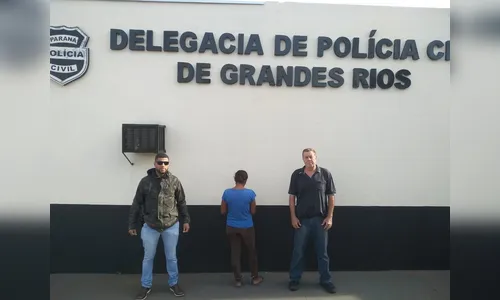 PARANÁ
POLÍCIA
CIVIL
DELEGACIA DE POLÍCIA CI
DE GRANDES RIOS